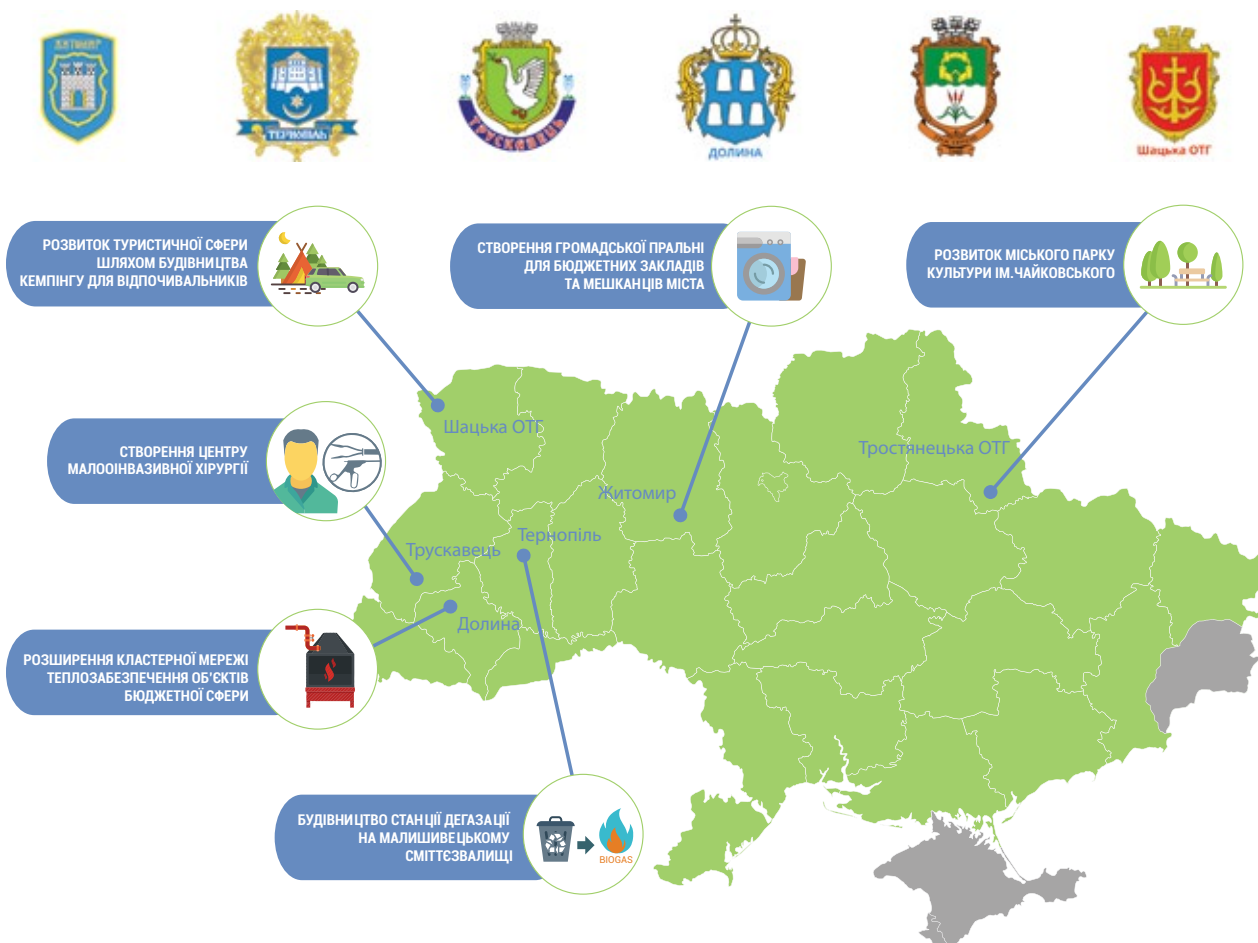 ЖИТОМИР
ТЕРНОПІЛЬ
ТРУСКАВЕЦЬ
ДОЛИНА
Шацька ОТГ
РОЗВИТОК ТУРИСТИЧНОЇ СФЕРИ
ШЛЯХОМ БУДІВНИЦТВА
КЕМПІНГУ ДЛЯ ВІДПОЧИВАЛЬНИКІВ
СТВОРЕННЯ ГРОМАДСЬКОЇ ПРАЛЬНІ
ДЛЯ БЮДЖЕТНИХ ЗАКЛАДІВ
ТА МЕШКАНЦІВ МІСТА
РОЗВИТОК МІСЬКОГО ПАРКУ
КУЛЬТУРИ ІМ.ЧАЙКОВСЬКОГО
Шацька ОТГ
Тростянецька ОТГ
СТВОРЕННЯ ЦЕНТРУ
МАЛООІНВАЗИВНОЇ ХІРУРГІЇ
Житомир
Тернопіль
Трускавець
Долина
РОЗШИРЕННЯ КЛАСТЕРНОЇ МЕРЕЖІ
ТЕПЛОЗАБЕЗПЕЧЕННЯ ОБ'ЄКТІВ
БЮДЖЕТНОЇ СФЕРИ
БУДІВНИЦТВО СТАНЦІЇ ДЕГАЗАЦІЇ
НА МАЛИШИВЕЦЬКОМУ
СМІТТЄЗВАЛИЩІ
BIOGAS